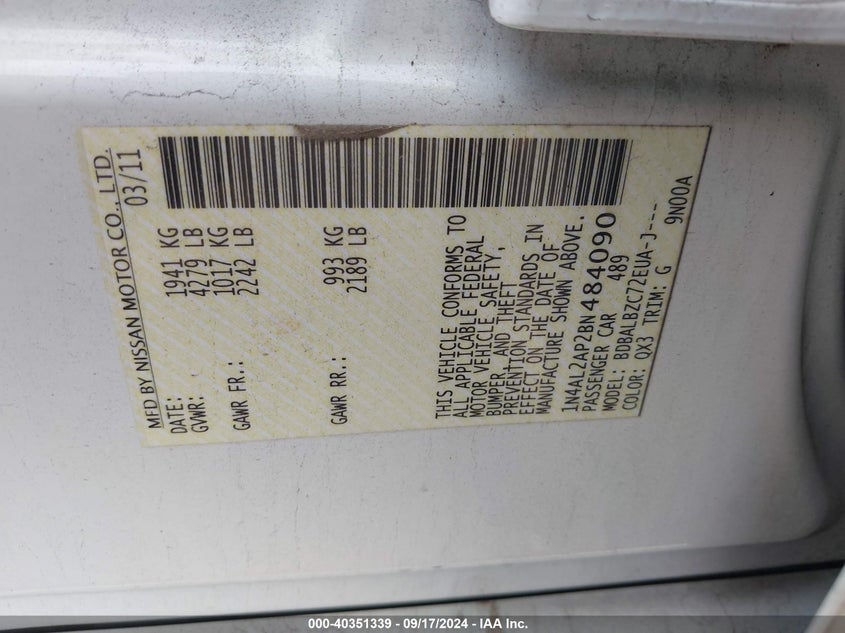 MFD BY NISSAN MOTOR CO., LTD.
DATE: 03/11
GVWR: 1941 KG
4279 LB
GAWR FR.: 1017 KG
2242 LB
GAWR RR.: 993 KG
2189 LB
THIS VEHICLE CONFORMS TO
ALL APPLICABLE FEDERAL
MOTOR VEHICLE SAFETY,
BUMPER, AND THEFT
PREVENTION STANDARDS IN
EFFECT ON THE DATE OF
MANUFACTURE SHOWN ABOVE.
1N4AL2AP2BN484090
PASSENGER CAR 489
MODEL: BDBALBZC72EUA-J---
COLOR: QX3 TRIM: G 9N00A
000-40351339 - 09/17/2024 - IAA Inc.